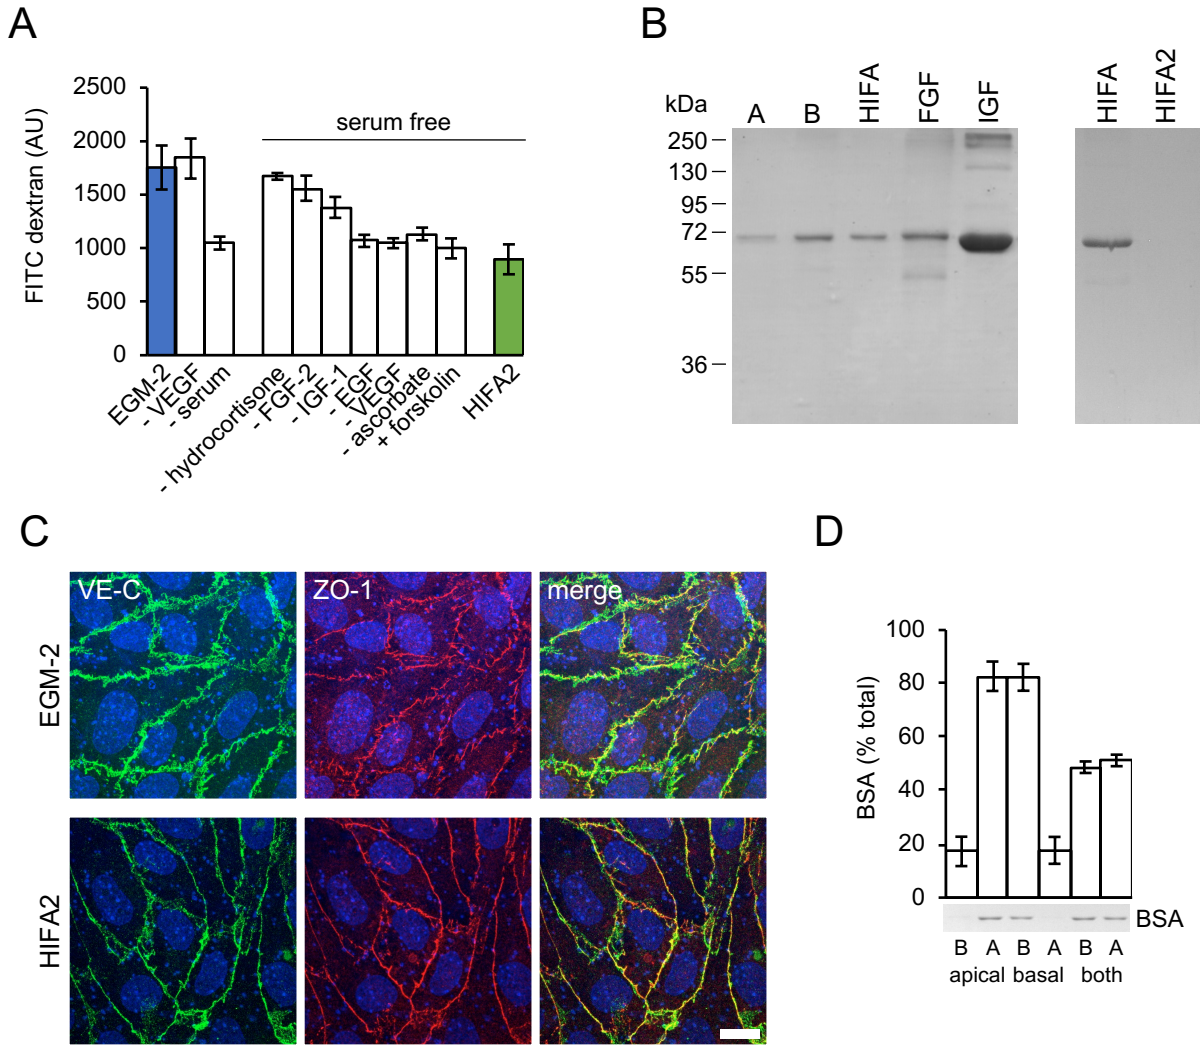 A
FITC dextran (AU)
2500
2000
1500
1000
500
0
serum free
EGM-2
- VEGF
- serum
- hydrocortisone
- FGF-2
- IGF-1
- EGF
- VEGF
- ascorbate
+ forskolin
HIFA2
B
kDa
A B HIFA FGF IGF HIFA HIFA2
250
130
95
72
55
36
C
VE-C ZO-1 merge
EGM-2
HIFA2
D
BSA (% total)
100
80
60
40
20
0
BSA
B A B A B A
apical basal both